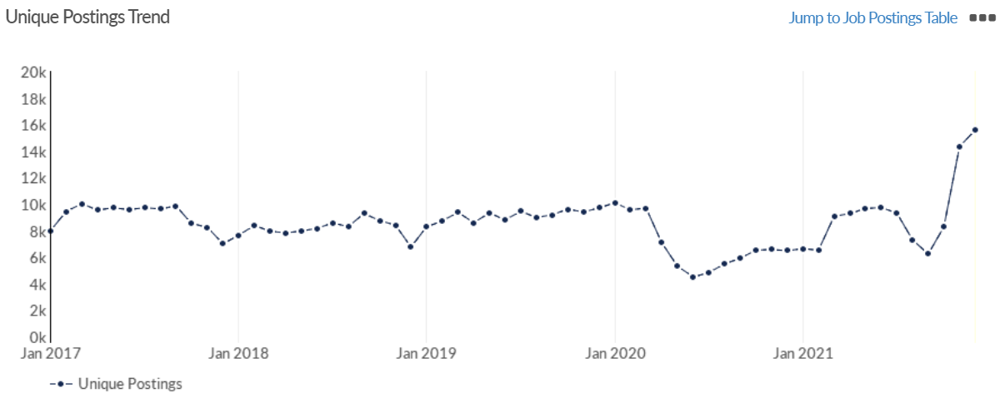 Unique Postings Trend
Jump to Job Postings Table
20k
18k
16k
14k
12k
10k
8k
6k
4k
2k
0k
Jan 2017
Jan 2018
Jan 2019
Jan 2020
Jan 2021
Unique Postings